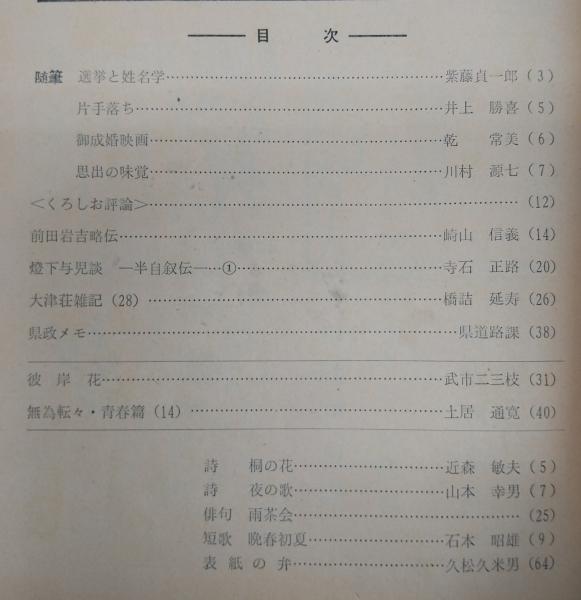 目 次
随筆 選挙と姓名学……紫藤貞一郎（3）
片手落ち……井上 勝喜（5）
御成婚映画……乾 常美（6）
思出の味覚……川村 源七（7）
＜くろしお評論＞……（12）
前田岩吉略伝……崎山 信義（14）
燈下与児談 ―半自叙伝―…①……寺石 正路（20）
大津荘雑記（28）……橋詰 延寿（26）
県政メモ……県道路課（38）
彼岸花……武市二三枝（31）
無為転々・青春篇（14）……土居 通寛（40）
詩 桐の花……近森 敏夫（5）
詩 夜の歌……山本 幸男（7）
俳句 雨茶会……（25）
短歌 晩春初夏……石本 昭雄（9）
表紙の弁……久松久米男（64）